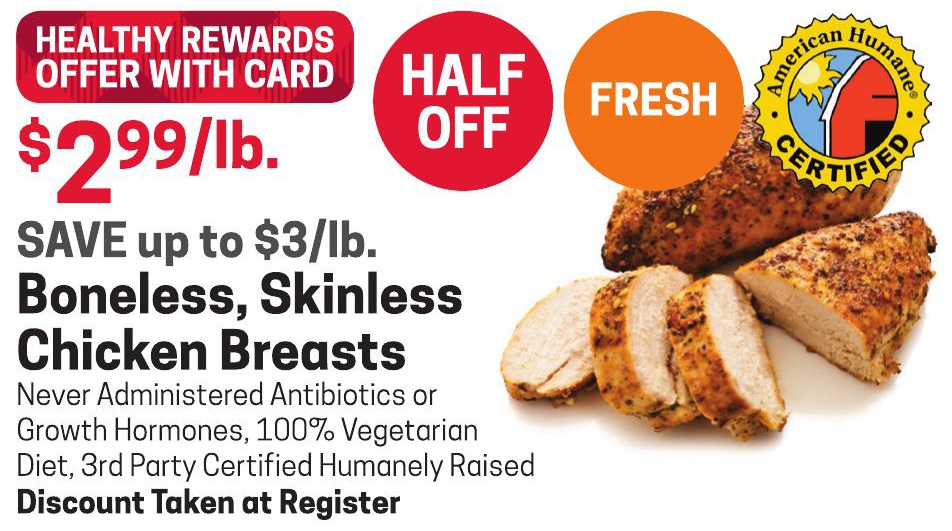 HEALTHY REWARDS
OFFER WITH CARD
HALF
OFF
FRESH
American Humane®
CERTIFIED
$2.99/lb.
SAVE up to $3/lb.
Boneless, Skinless
Chicken Breasts
Never Administered Antibiotics or
Growth Hormones, 100% Vegetarian
Diet, 3rd Party Certified Humanely Raised
Discount Taken at Register